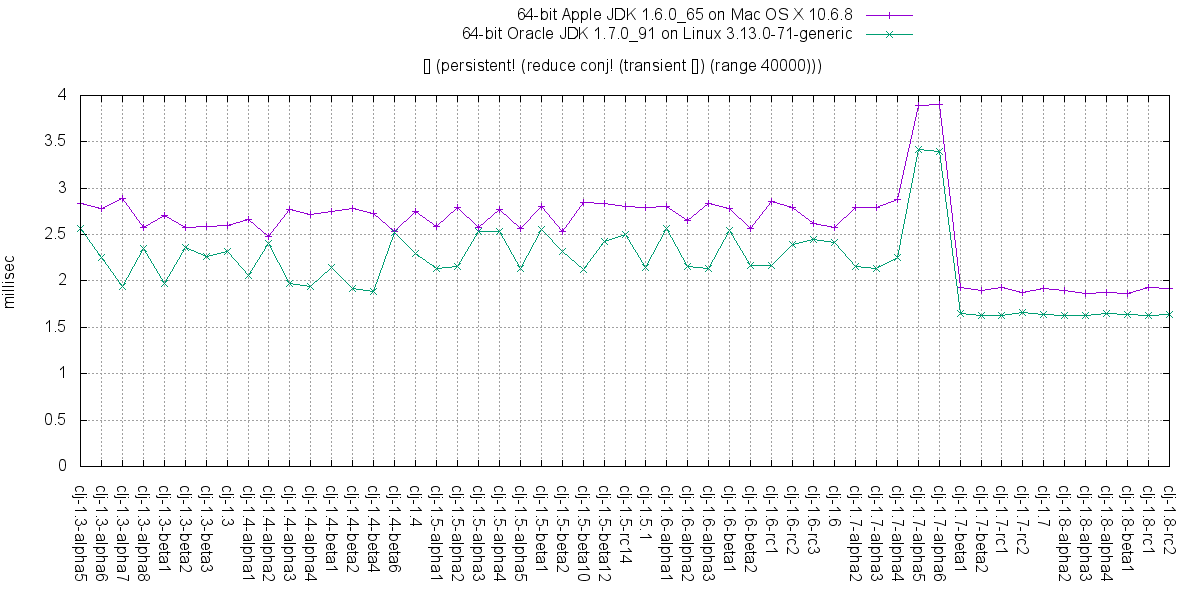 64-bit Apple JDK 1.6.0_65 on Mac OS X 10.6.8
64-bit Oracle JDK 1.7.0_91 on Linux 3.13.0-71-generic
[] (persistent! (reduce conj! (transient []) (range 40000)))
4
3.5
3
2.5
2
1.5
1
0.5
0
millisec
clj-1.3-alpha5
clj-1.3-alpha6
clj-1.3-alpha7
clj-1.3-alpha8
clj-1.3-beta1
clj-1.3-beta2
clj-1.3-beta3
clj-1.3
clj-1.4-alpha1
clj-1.4-alpha2
clj-1.4-alpha3
clj-1.4-alpha4
clj-1.4-beta1
clj-1.4-beta2
clj-1.4-beta4
clj-1.4-beta6
clj-1.4
clj-1.5-alpha1
clj-1.5-alpha2
clj-1.5-alpha3
clj-1.5-alpha4
clj-1.5-alpha5
clj-1.5-beta1
clj-1.5-beta2
clj-1.5-beta10
clj-1.5-beta12
clj-1.5-rc14
clj-1.5.1
clj-1.6-alpha1
clj-1.6-alpha2
clj-1.6-alpha3
clj-1.6-beta1
clj-1.6-beta2
clj-1.6-rc1
clj-1.6-rc2
clj-1.6-rc3
clj-1.6
clj-1.7-alpha2
clj-1.7-alpha3
clj-1.7-alpha4
clj-1.7-alpha5
clj-1.7-alpha6
clj-1.7-beta1
clj-1.7-beta2
clj-1.7-rc1
clj-1.7-rc2
clj-1.7
clj-1.8-alpha2
clj-1.8-alpha3
clj-1.8-alpha4
clj-1.8-beta1
clj-1.8-rc1
clj-1.8-rc2